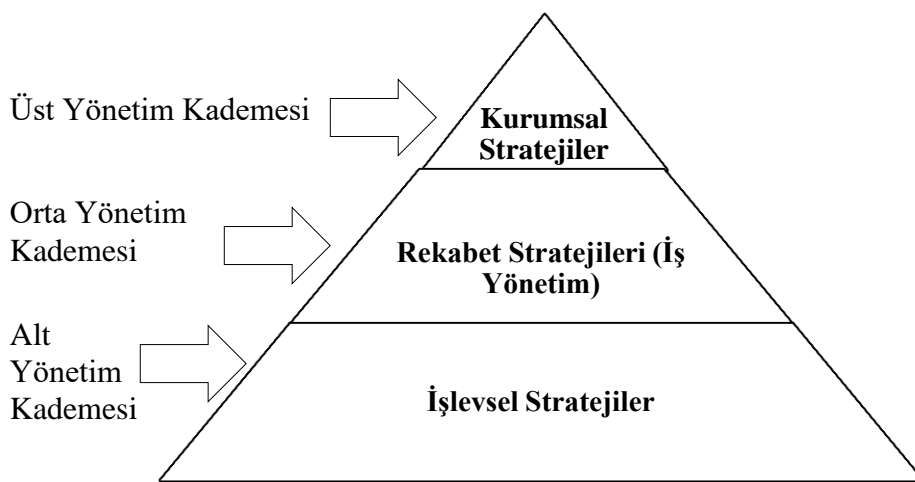 Üst Yönetim Kademesi
Kurumsal
Stratejiler
Orta Yönetim
Kademesi
Rekabet Stratejileri (İş
Yönetim)
Alt
Yönetim
Kademesi
İşlevsel Stratejiler